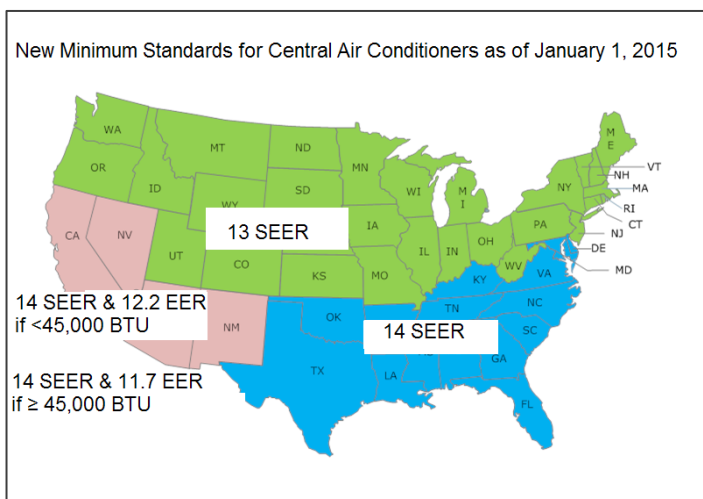 New Minimum Standards for Central Air Conditioners as of January 1, 2015
WA
MT
ND
MN
M
E
VT
NH
OR
ID
SD
WI
M
I
NY
MA
WY
RI
CT
13 SEER
IA
PA
NJ
CA
NV
UT
CO
IL
IN
OH
DE
KS
MO
WV
VA
MD
KY
14 SEER & 12.2 EER
if <45,000 BTU
NM
OK
TN
NC
14 SEER
SC
14 SEER & 11.7 EER
if ≥ 45,000 BTU
TX
LA
GA
FL